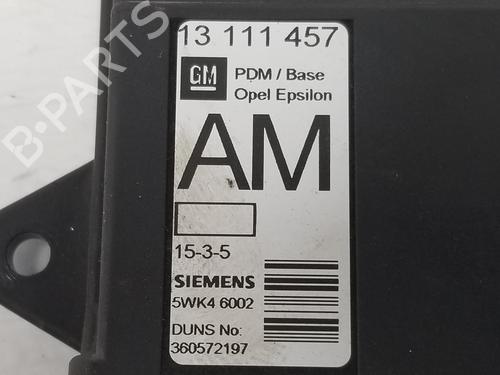 13 111 457
GM PDM / Base
Opel Epsilon
AM
15-3-5
SIEMENS
5WK4 6002
DUNS No:
360572197
B-PARTS